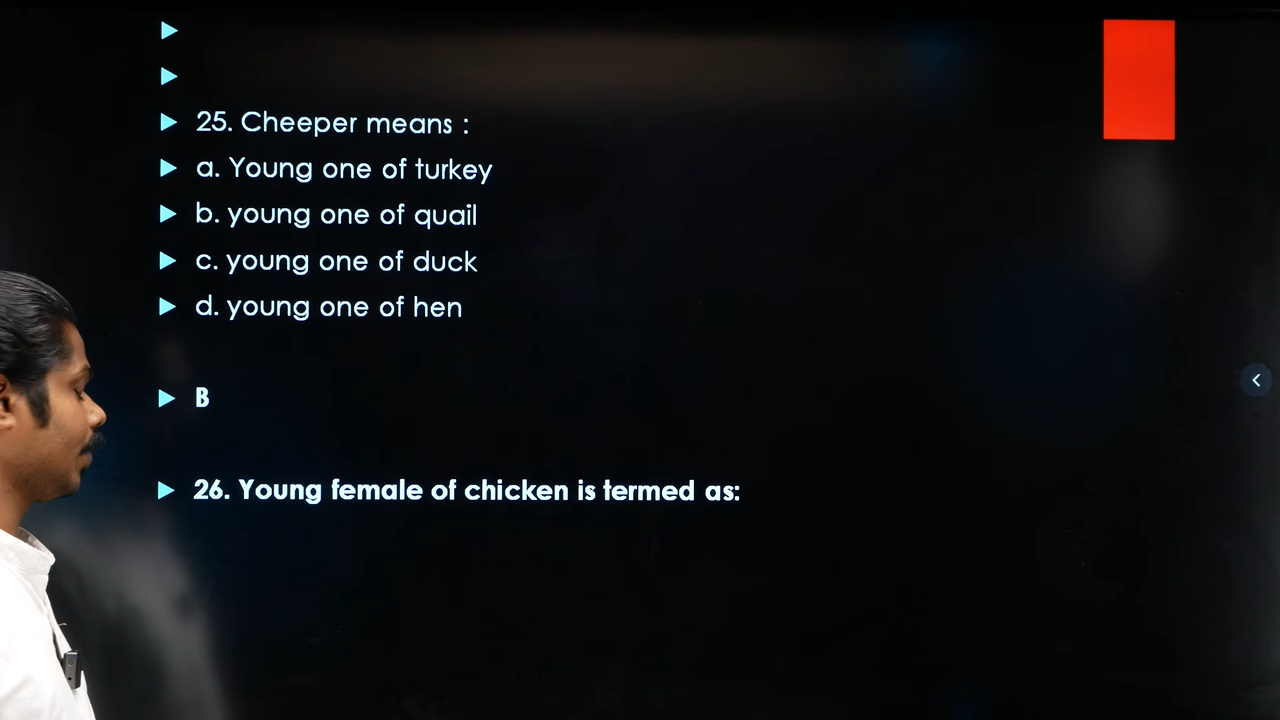 25. Cheeper means :
a. Young one of turkey
b. young one of quail
c. young one of duck
d. young one of hen
B
26. Young female of chicken is termed as: